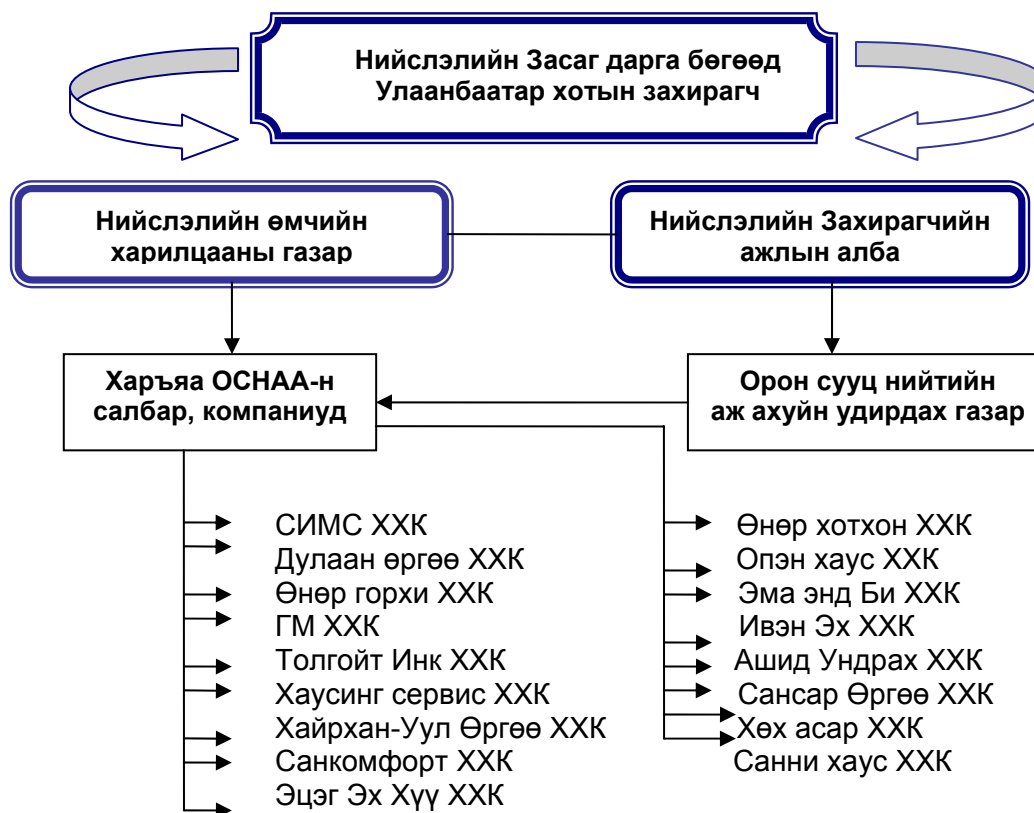 Нийслэлийн Засаг дарга бөгөөд
Улаанбаатар хотын захирагч
Нийслэлийн өмчийн
харилцааны газар
Нийслэлийн Захирагчийн
ажлын алба
Харъяа ОСНАА-н
салбар, компаниуд
Орон сууц нийтийн
аж ахуйн удирдах газар
СИМС ХХК
Дулаан өргөө ХХК
Өнөр горхи ХХК
ГМ ХХК
Толгойт Инк ХХК
Хаусинг сервис ХХК
Хайрхан-Уул Өргөө ХХК
Санкомфорт ХХК
Эцэг Эх Хүү ХХК
Өнөр хотхон ХХК
Опэн хаус ХХК
Эма энд Би ХХК
Ивэн Эх ХХК
Ашид Ундрах ХХК
Сансар Өргөө ХХК
Хөх асар ХХК
Санни хаус ХХК